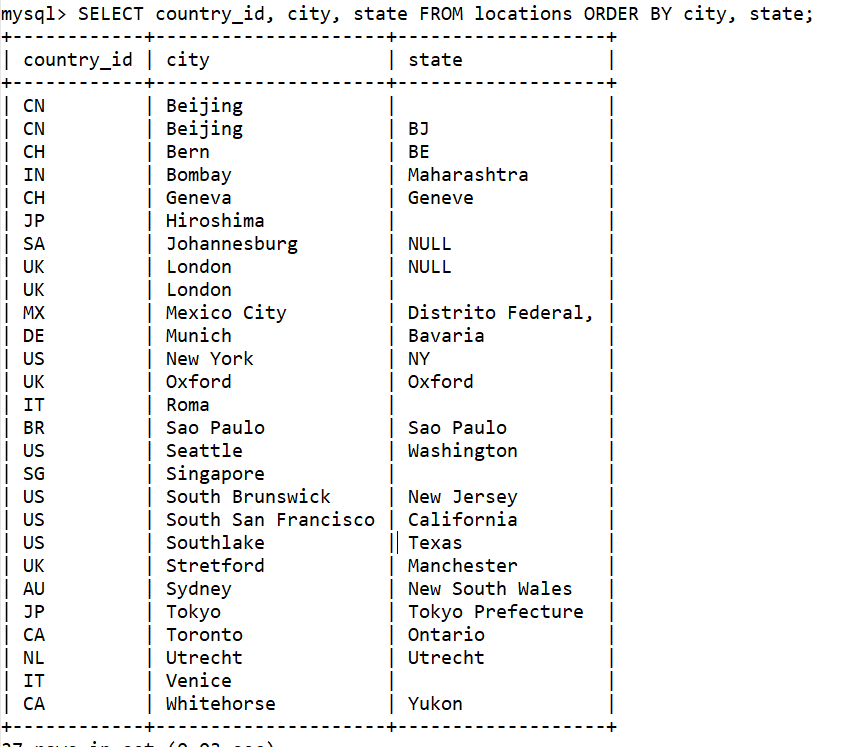 mysql> SELECT country_id, city, state FROM locations ORDER BY city, state;
+------------+---------------------+-------------------+
| country_id | city                | state             |
+------------+---------------------+-------------------+
| CN         | Beijing             |                   |
| CN         | Beijing             | BJ                |
| CH         | Bern                | BE                |
| IN         | Bombay              | Maharashtra       |
| CH         | Geneva              | Geneve            |
| JP         | Hiroshima           |                   |
| SA         | Johannesburg        | NULL              |
| UK         | London              | NULL              |
| UK         | London              |                   |
| MX         | Mexico City         | Distrito Federal, |
| DE         | Munich              | Bavaria           |
| US         | New York            | NY                |
| UK         | Oxford              | Oxford            |
| IT         | Roma                |                   |
| BR         | Sao Paulo           | Sao Paulo         |
| US         | Seattle             | Washington        |
| SG         | Singapore           |                   |
| US         | South Brunswick     | New Jersey        |
| US         | South San Francisco | California        |
| US         | Southlake           | Texas             |
| UK         | Stretford           | Manchester        |
| AU         | Sydney              | New South Wales   |
| JP         | Tokyo               | Tokyo Prefecture  |
| CA         | Toronto             | Ontario           |
| NL         | Utrecht             | Utrecht           |
| IT         | Venice              |                   |
| CA         | Whitehorse          | Yukon             |
+------------+---------------------+-------------------+
27 rows in set (0.03 sec)